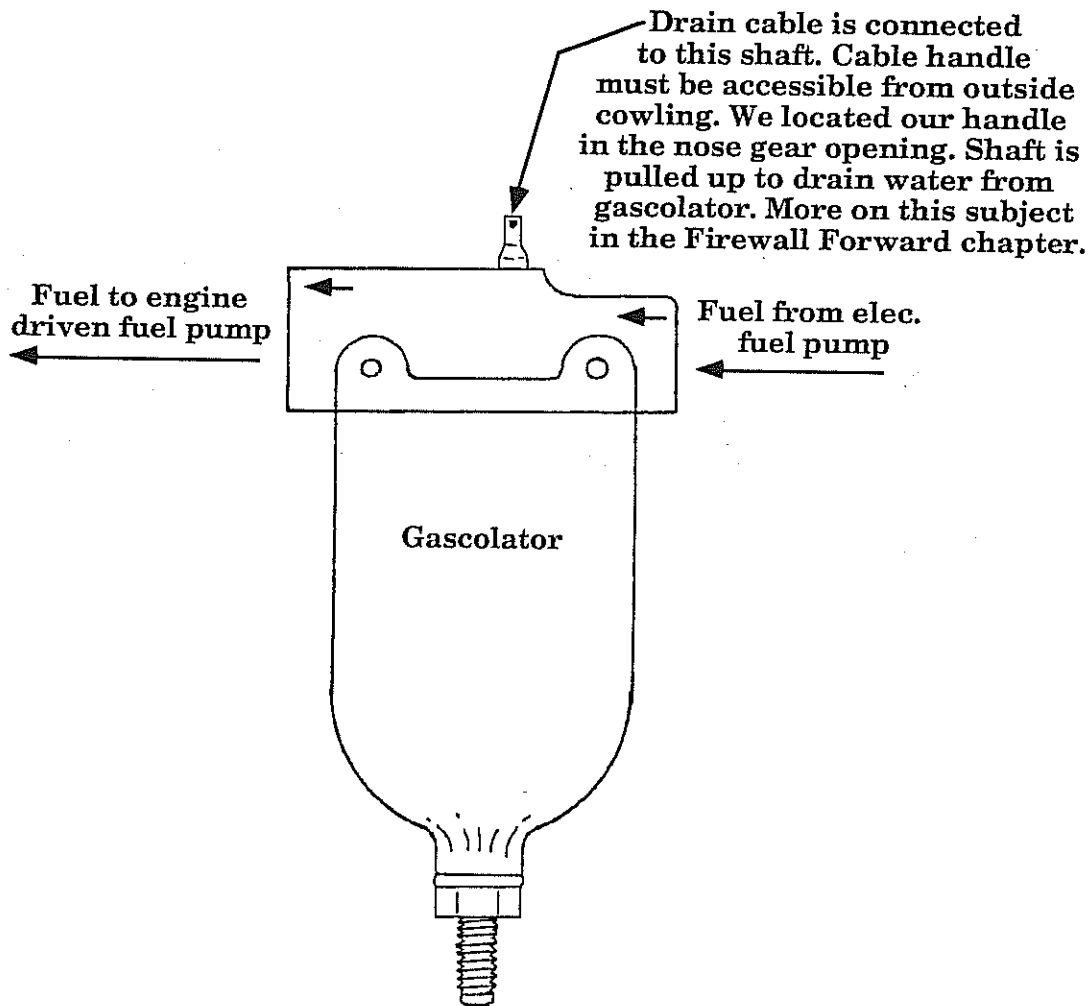 Drain cable is connected
to this shaft. Cable handle
must be accessible from outside
cowling. We located our handle
in the nose gear opening. Shaft is
pulled up to drain water from
gascolator. More on this subject
in the Firewall Forward chapter.
Fuel to engine
driven fuel pump
Fuel from elec.
fuel pump
Gascolator